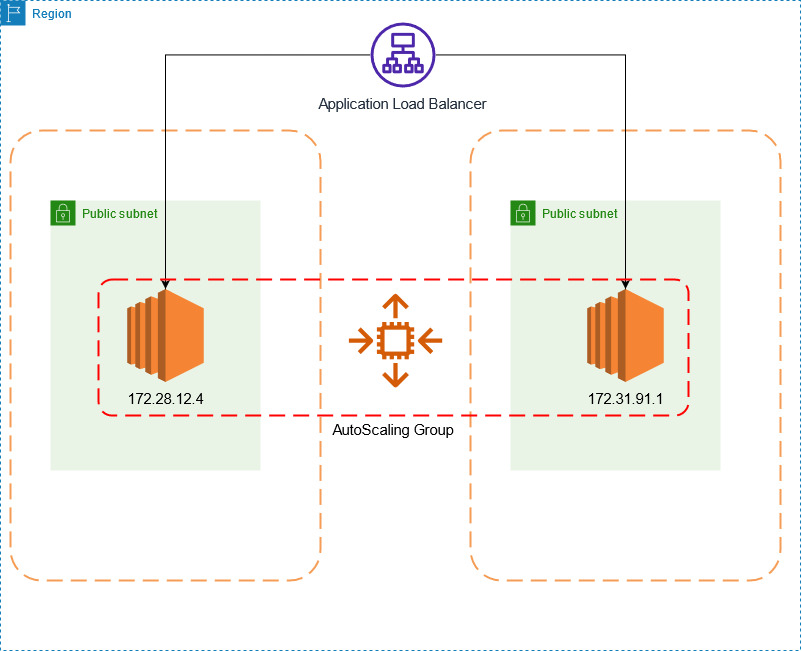 Region
Application Load Balancer
Public subnet
Public subnet
172.28.12.4
172.31.91.1
AutoScaling Group